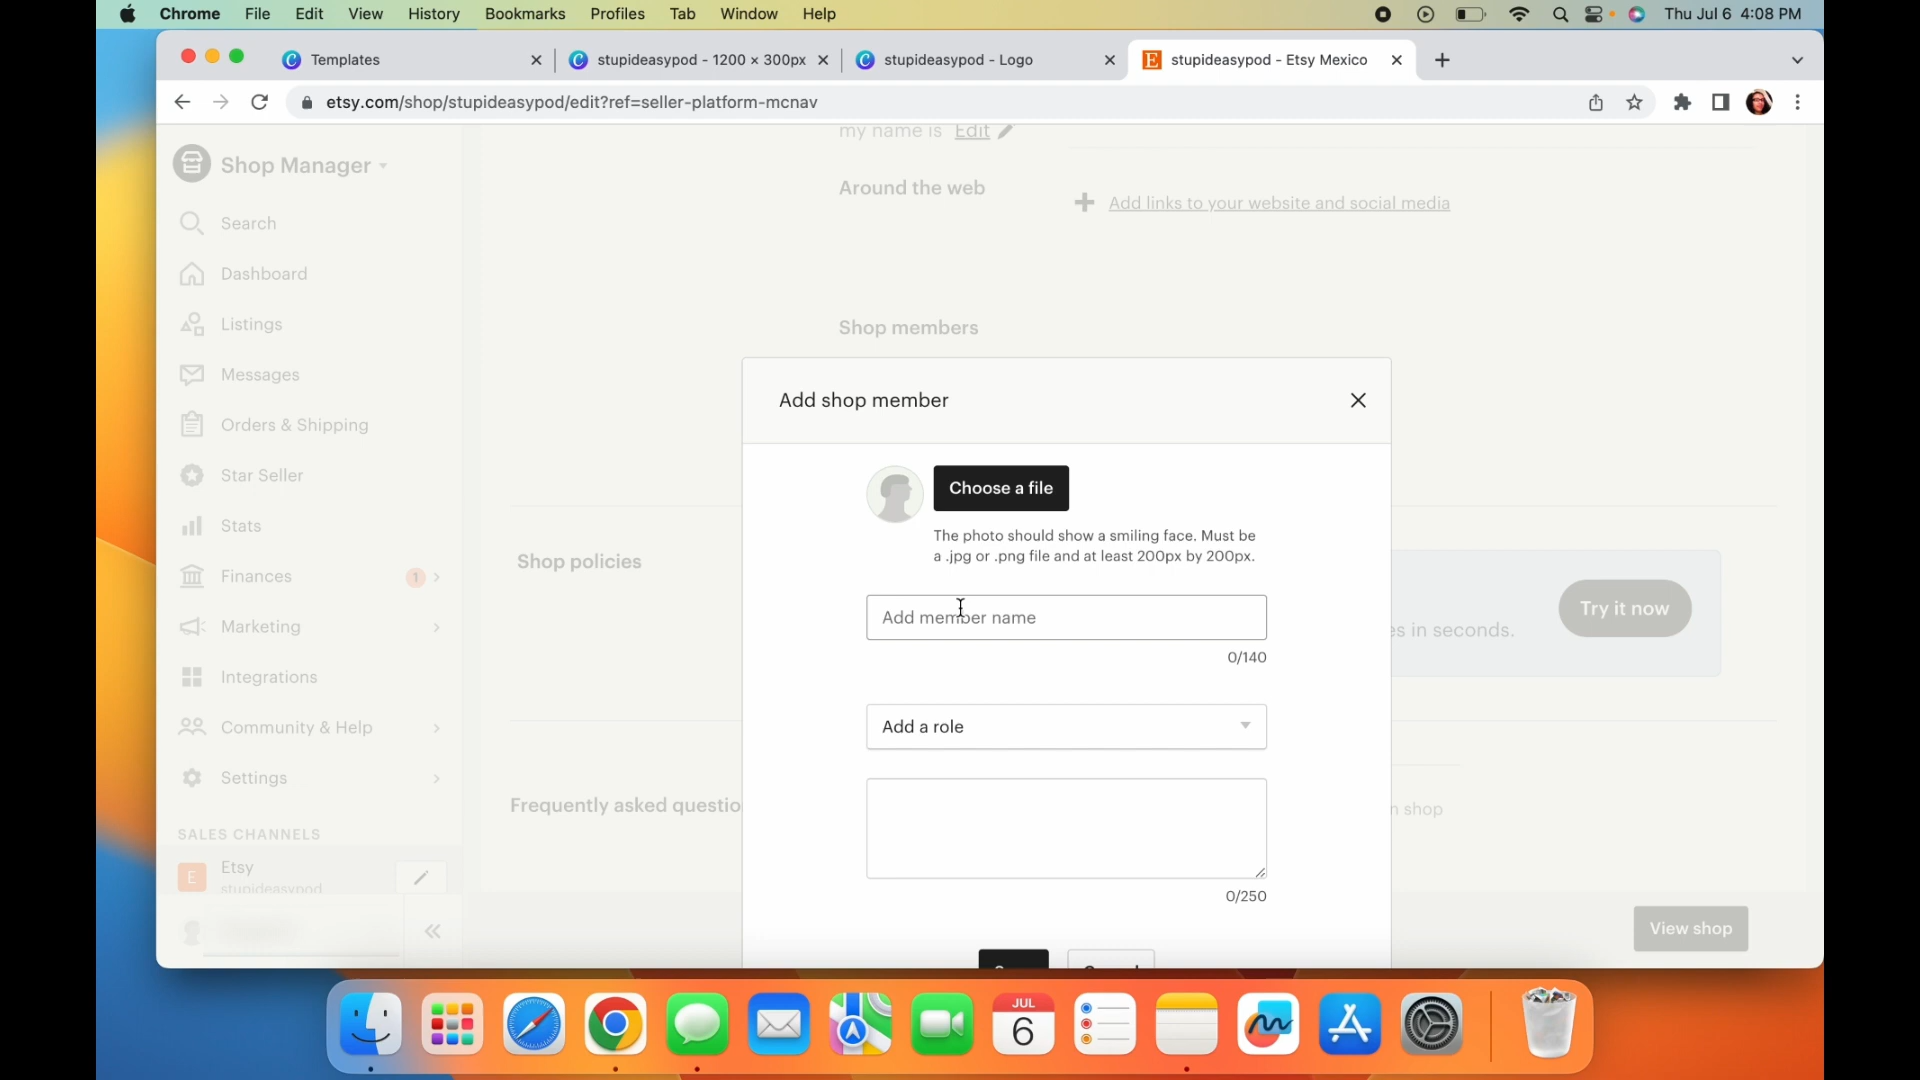 Chrome File Edit View History Bookmarks Profiles Tab Window Help Thu Jul 6 4:08 PM
Templates stupideasypod - 1200 × 300px stupideasypod - Logo stupideasypod - Etsy Mexico
etsy.com/shop/stupideasypod/edit?ref=seller-platform-mcnav
my name is Edit
Shop Manager
Around the web
Add links to your website and social media
Search
Dashboard
Listings
Shop members
Messages
Add shop member
Orders & Shipping
Star Seller
Choose a file
Stats
The photo should show a smiling face. Must be
a .jpg or .png file and at least 200px by 200px.
Shop policies
Finances 1
Try it now
Add member name
es in seconds.
Marketing
0/140
Integrations
Community & Help
Add a role
Settings
Frequently asked questio
n shop
SALES CHANNELS
E Etsy
stupideasypod
0/250
View shop
JUL
6